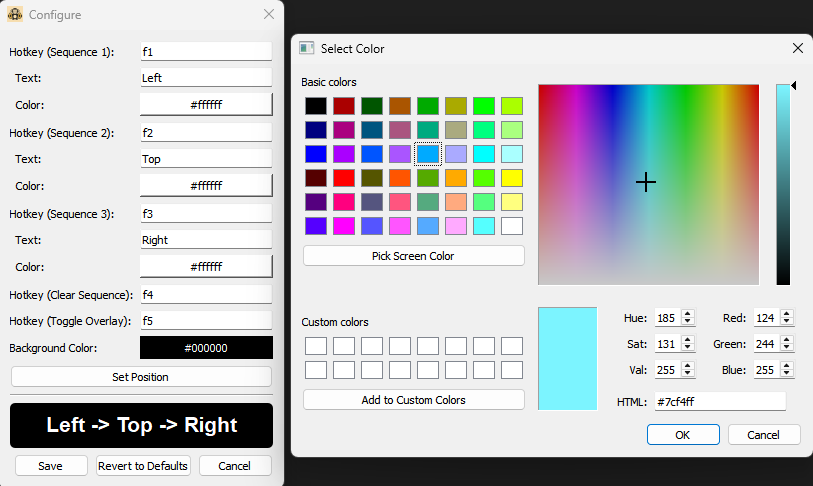 Configure
Hotkey (Sequence 1): f1
Text: Left
Color: #ffffff
Hotkey (Sequence 2): f2
Text: Top
Color: #ffffff
Hotkey (Sequence 3): f3
Text: Right
Color: #ffffff
Hotkey (Clear Sequence): f4
Hotkey (Toggle Overlay): f5
Background Color: #000000
Set Position
Left -> Top -> Right
Save Revert to Defaults Cancel
Select Color
Basic colors
Pick Screen Color
Custom colors
Add to Custom Colors
Hue: 185 Red: 124
Sat: 131 Green: 244
Val: 255 Blue: 255
HTML: #7cf4ff
OK Cancel